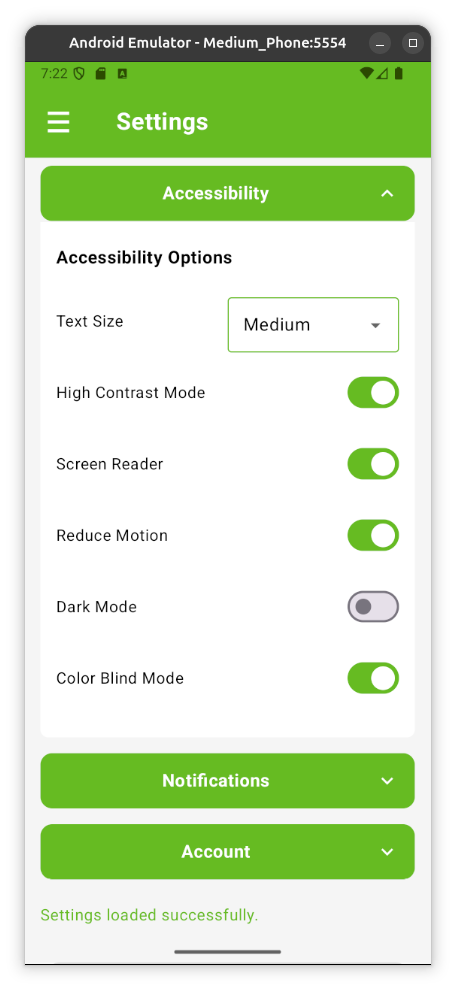 Android Emulator - Medium_Phone:5554
7:22
A
Settings
Accessibility
Accessibility Options
Text Size
Medium
High Contrast Mode
Screen Reader
Reduce Motion
Dark Mode
Color Blind Mode
Notifications
Account
Settings loaded successfully.